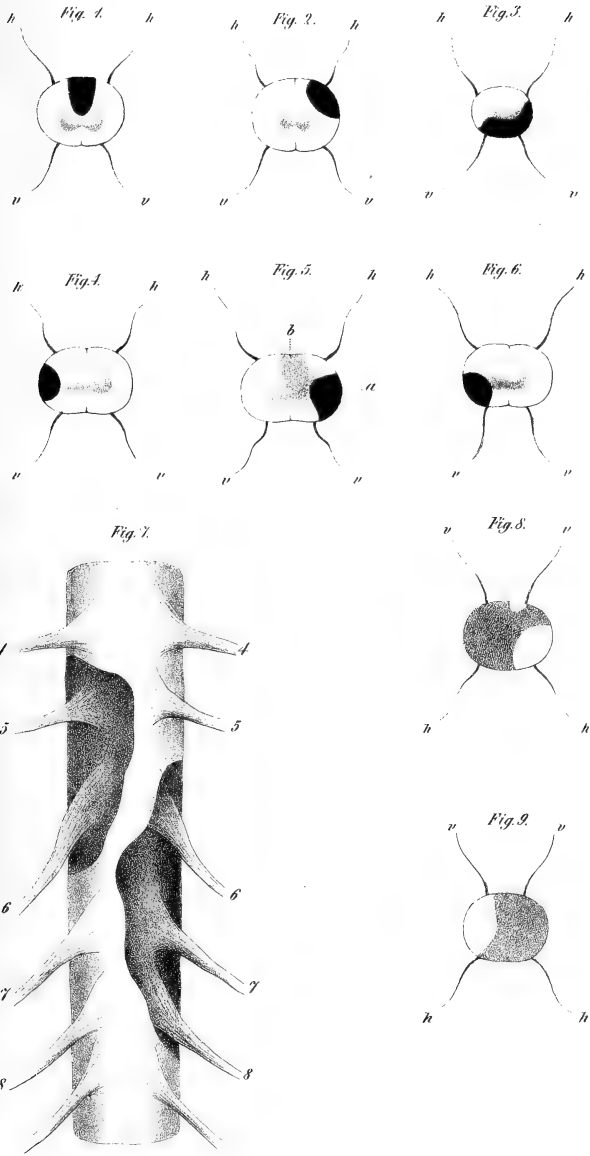 Fig. 1.
h h
v v
Fig. 2.
h h
v v
Fig. 3.
h h
v v
Fig. 4.
h h
v v
Fig. 5.
h h
b
a
v v
Fig. 6.
h h
v v
Fig. 7.
4 4
5 5
6 6
7 7
8 8
Fig. 8.
v v
h h
Fig. 9.
v v
h h